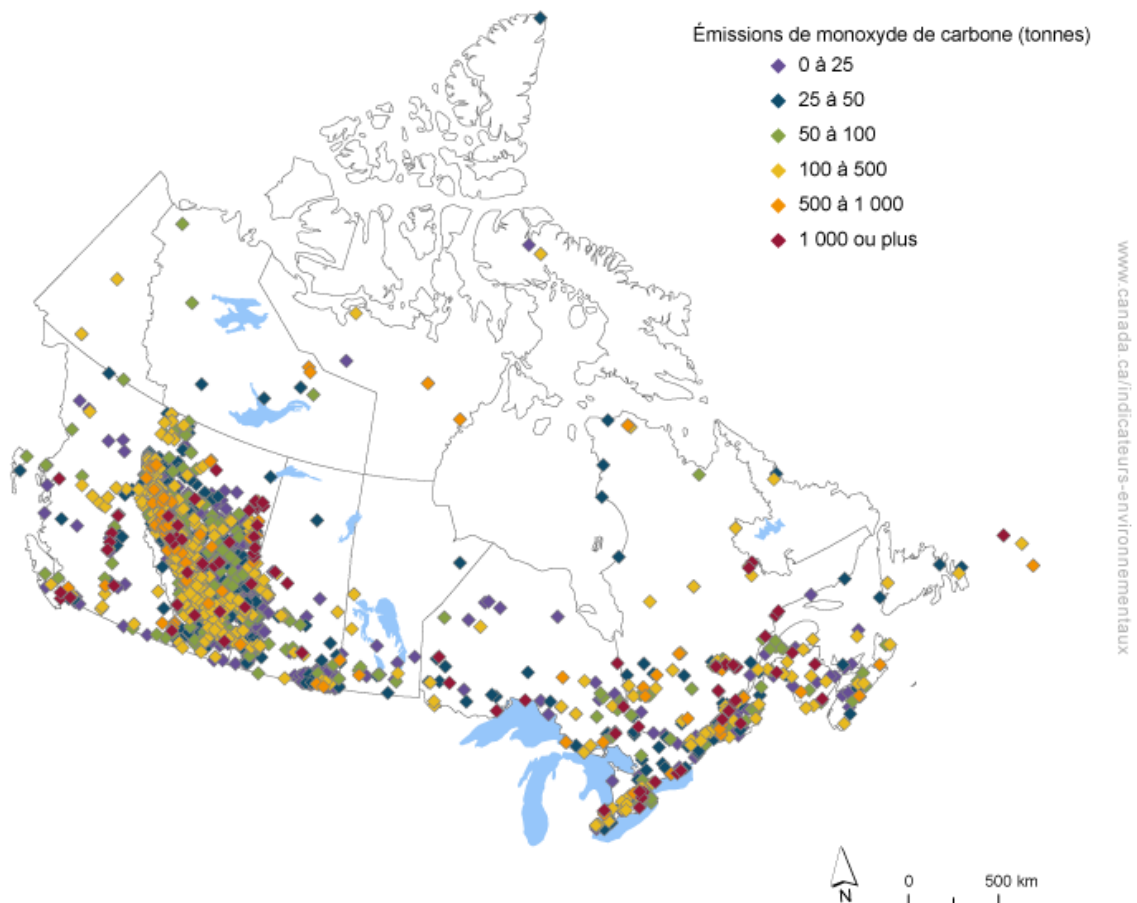 Émissions de monoxyde de carbone (tonnes)
0 à 25
25 à 50
50 à 100
100 à 500
500 à 1 000
1 000 ou plus
www.canada.ca/indicateurs-environnementaux
N
0 500 km